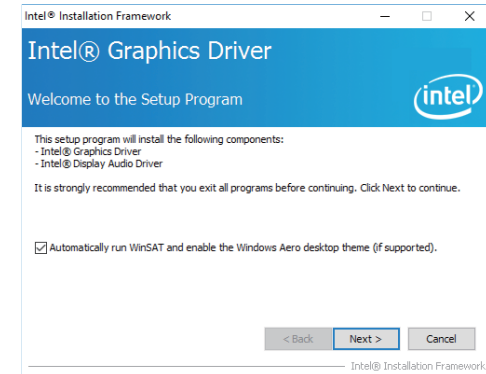 Intel® Installation Framework
Intel® Graphics Driver
Welcome to the Setup Program
intel
This setup program will install the following components:
- Intel® Graphics Driver
- Intel® Display Audio Driver
It is strongly recommended that you exit all programs before continuing. Click Next to continue.
Automatically run WinSAT and enable the Windows Aero desktop theme (if supported).
< Back Next > Cancel
Intel® Installation Framework